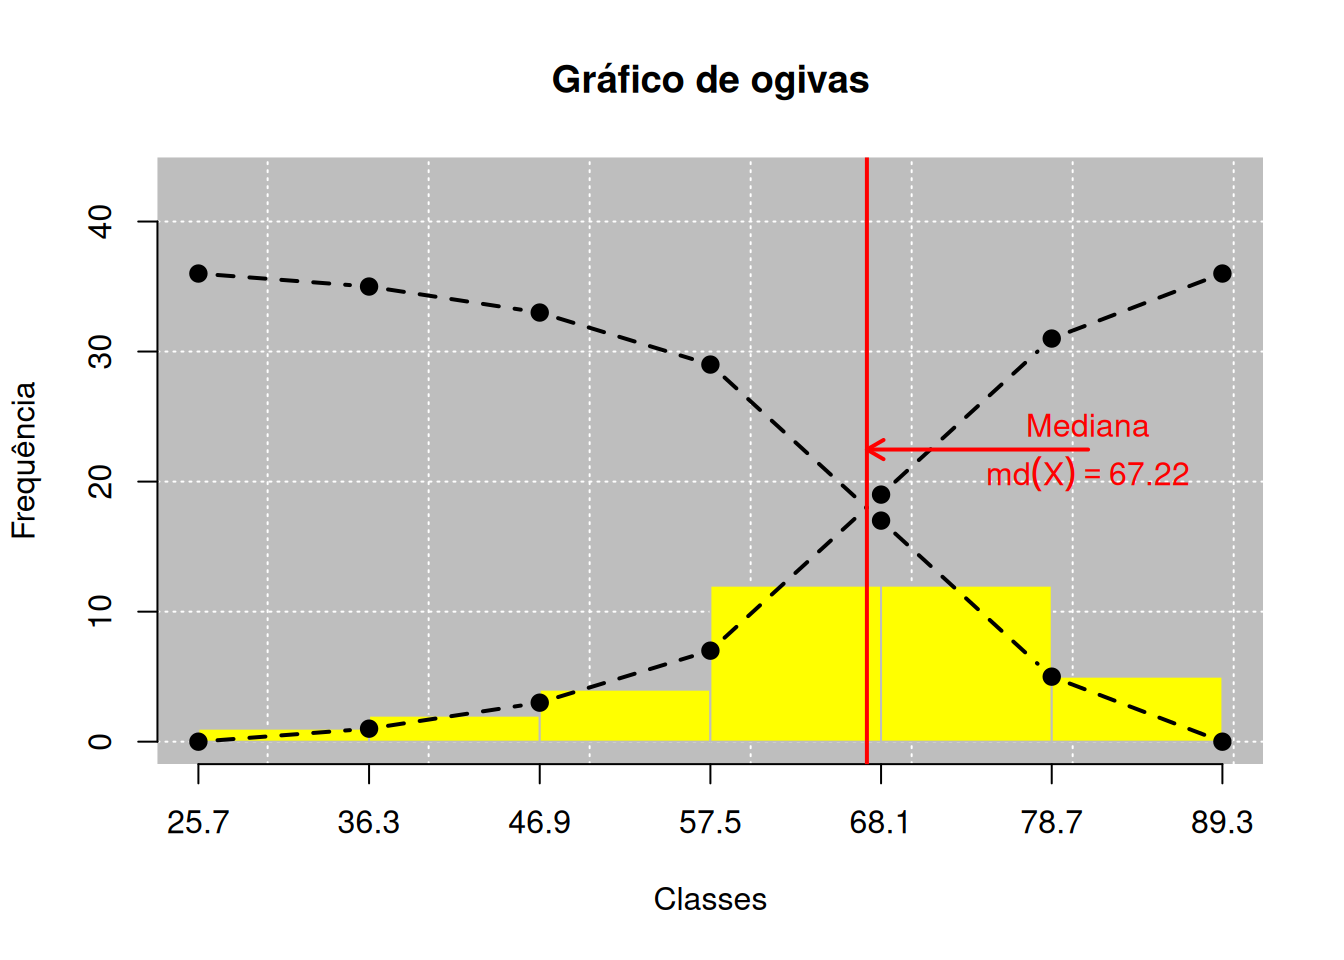 Gráfico de ogivas
Frequência
40
30
20
10
0
Mediana
md(X) = 67.22
25.7 36.3 46.9 57.5 68.1 78.7 89.3
Classes